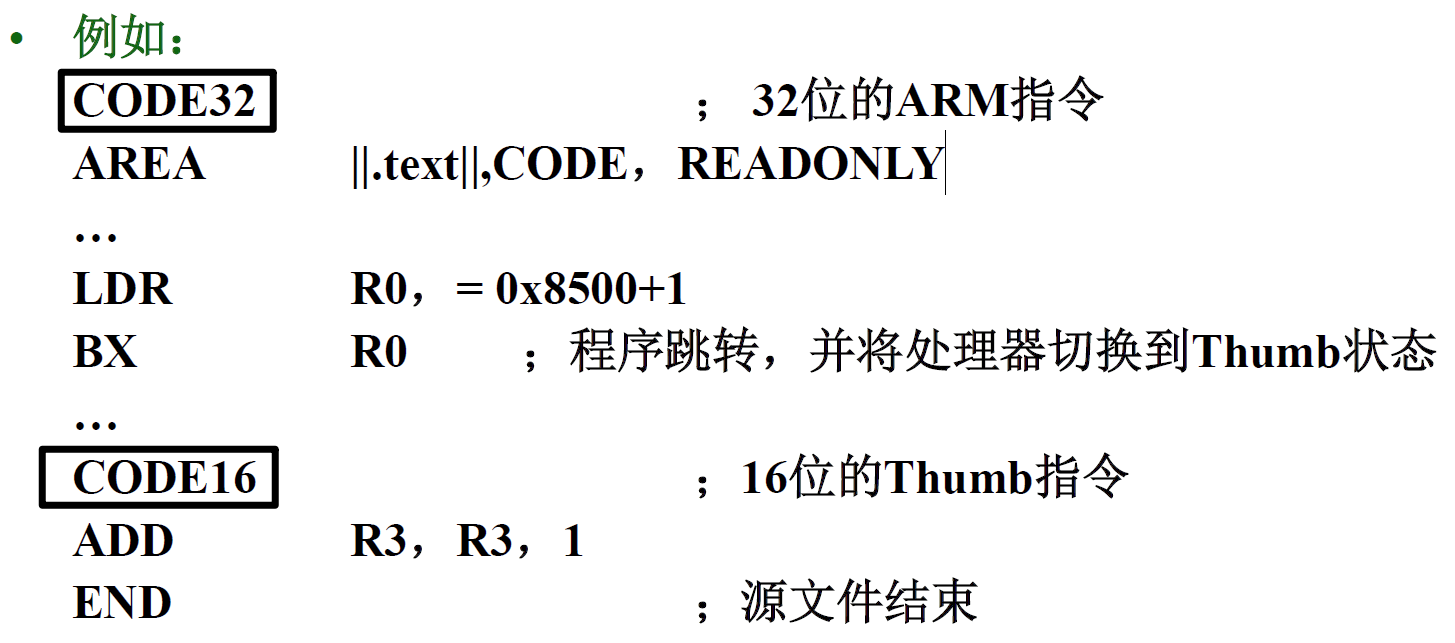 • 例如：
CODE32 ； 32位的ARM指令
AREA ||.text||,CODE，READONLY
…
LDR R0，= 0x8500+1
BX R0 ；程序跳转，并将处理器切换到Thumb状态
…
CODE16 ；16位的Thumb指令
ADD R3，R3，1
END ；源文件结束